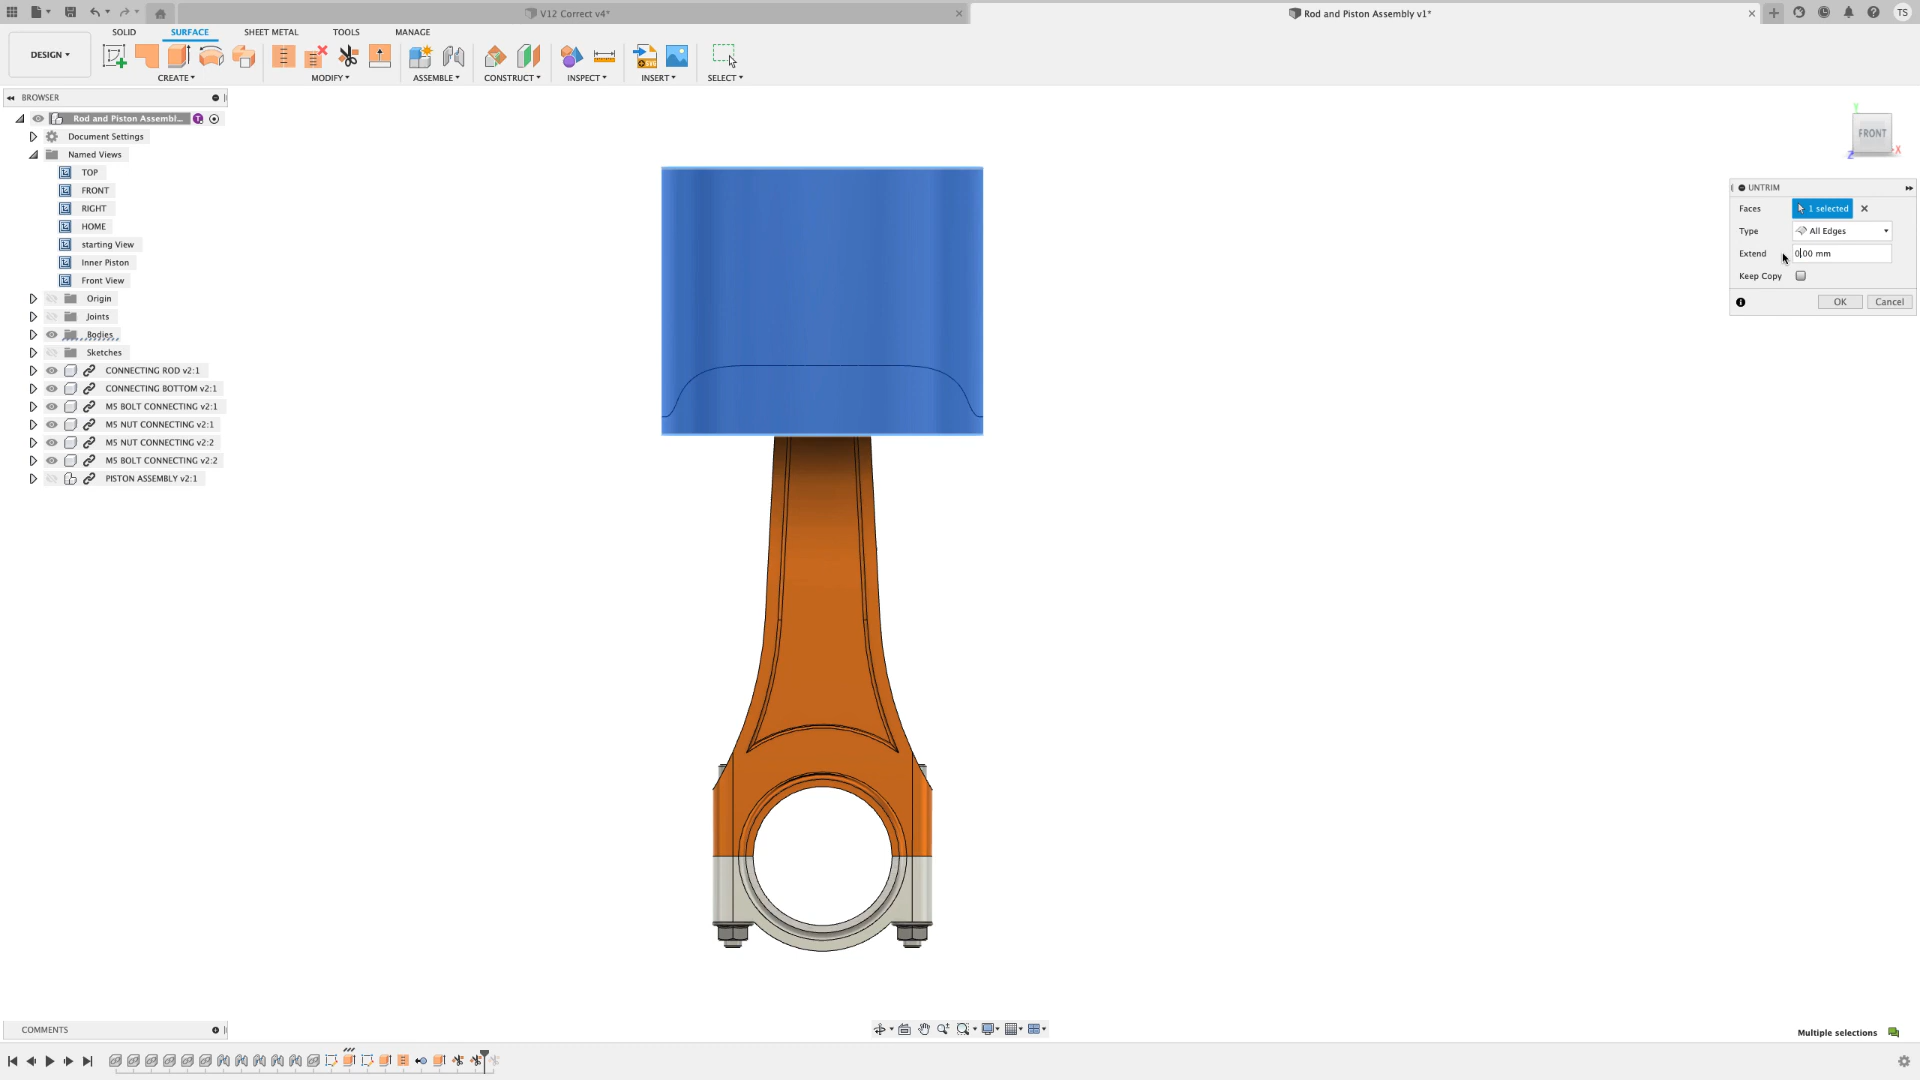 V12 Correct v4*
Rod and Piston Assembly v1*
TS
DESIGN
SOLID
SURFACE
SHEET METAL
TOOLS
MANAGE
CREATE
MODIFY
ASSEMBLE
CONSTRUCT
INSPECT
INSERT
SELECT
BROWSER
Rod and Piston Assembl...
Document Settings
Named Views
TOP
FRONT
RIGHT
HOME
starting View
Inner Piston
Front View
Origin
Joints
Bodies
Sketches
CONNECTING ROD v2:1
CONNECTING BOTTOM v2:1
M5 BOLT CONNECTING v2:1
M5 NUT CONNECTING v2:1
M5 NUT CONNECTING v2:2
M5 BOLT CONNECTING v2:2
PISTON ASSEMBLY v2:1
FRONT
X
Y
Z
UNTRIM
Faces
1 selected
Type
All Edges
Extend
0.00 mm
Keep Copy
OK
Cancel
COMMENTS
Multiple selections